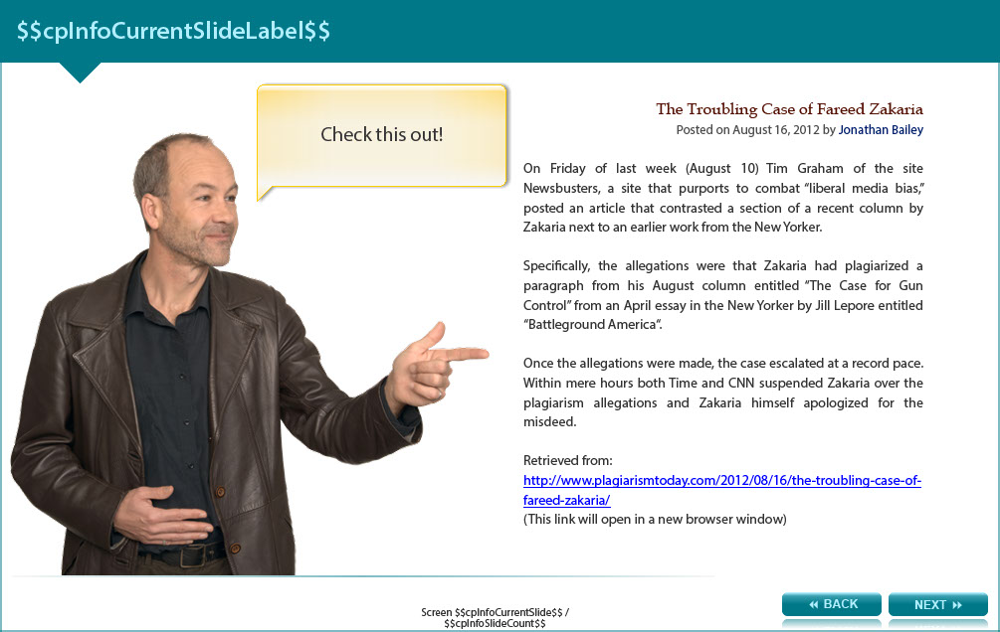 $$cpInfoCurrentSlideLabel$$
Check this out!
The Troubling Case of Fareed Zakaria
Posted on August 16, 2012 by Jonathan Bailey
On Friday of last week (August 10) Tim Graham of the site
Newsbusters, a site that purports to combat “liberal media bias,”
posted an article that contrasted a section of a recent column by
Zakaria next to an earlier work from the New Yorker.
Specifically, the allegations were that Zakaria had plagiarized a
paragraph from his August column entitled “The Case for Gun
Control” from an April essay in the New Yorker by Jill Lepore entitled
“Battleground America“.
Once the allegations were made, the case escalated at a record pace.
Within mere hours both Time and CNN suspended Zakaria over the
plagiarism allegations and Zakaria himself apologized for the
misdeed.
Retrieved from:
http://www.plagiarismtoday.com/2012/08/16/the-troubling-case-of-
fareed-zakaria/
(This link will open in a new browser window)
Screen $$cpInfoCurrentSlide$$ /
$$cpInfoSlideCount$$
BACK
NEXT